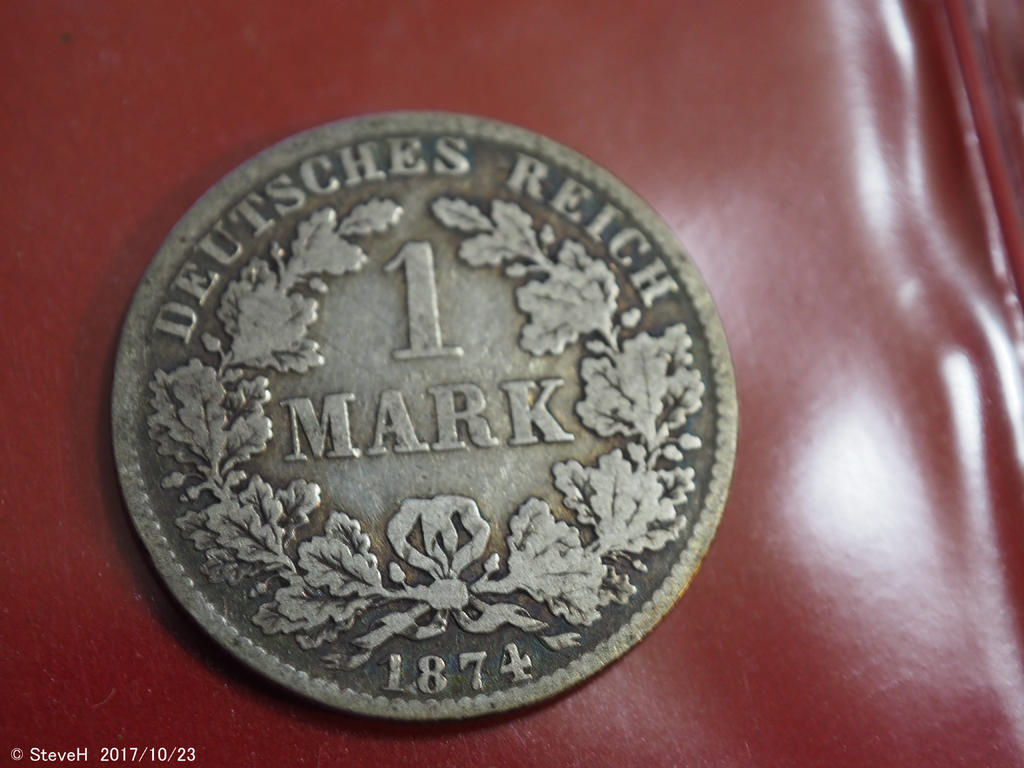 DEUTSCHES REICH
1
MARK
1874
© SteveH 2017/10/23